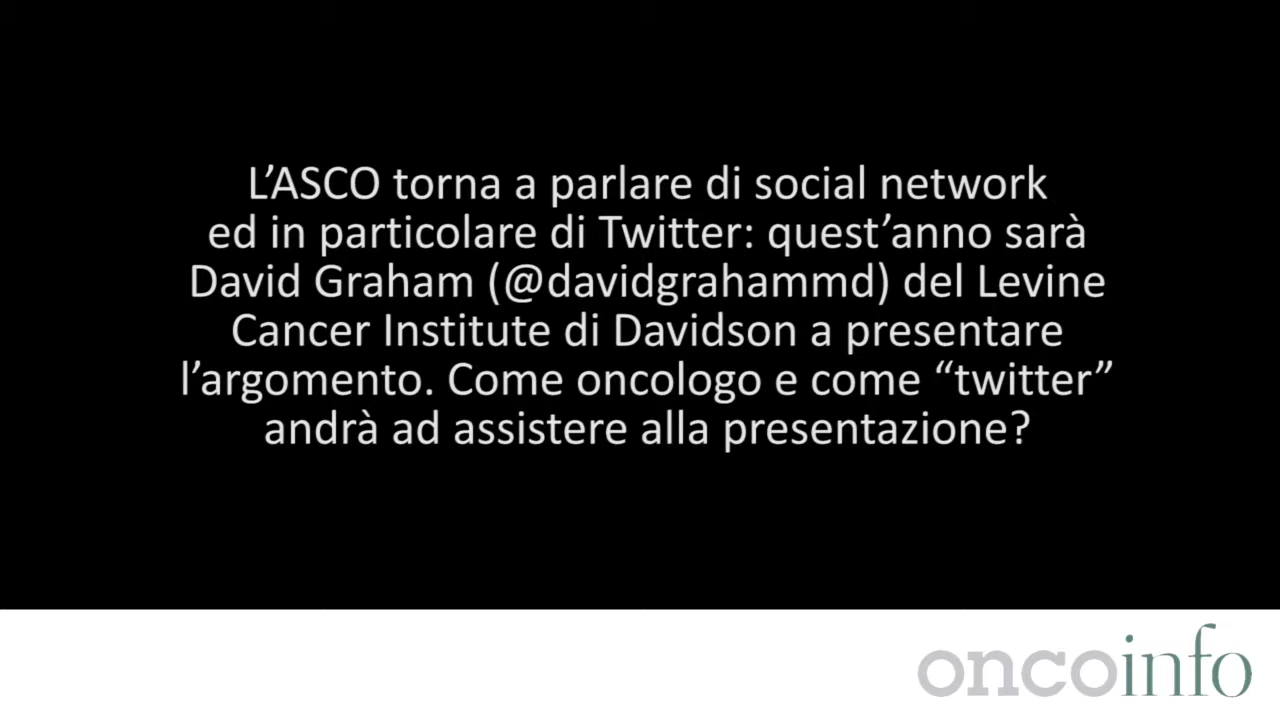 L’ASCO torna a parlare di social network
ed in particolare di Twitter: quest’anno sarà
David Graham (@davidgrahammd) del Levine
Cancer Institute di Davidson a presentare
l’argomento. Come oncologo e come “twitter”
andrà ad assistere alla presentazione?
oncoinfo